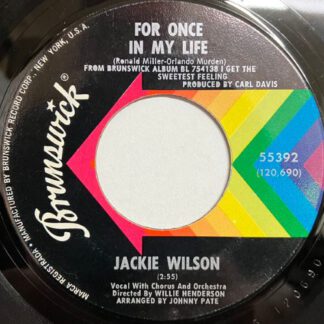 FOR ONCE
IN MY LIFE
(Ronald Miller-Orlando Murden)
FROM BRUNSWICK ALBUM BL 754138 I GET THE
SWEETEST FEELING
PRODUCED BY CARL DAVIS
Brunswick
55392
(120,690)
JACKIE WILSON
(2:55)
Vocal With Chorus And Orchestra
Directed By WILLIE HENDERSON
ARRANGED BY JOHNNY PATE
MARCA REGISTRADA • MANUFACTURED BY BRUNSWICK RECORD CORP., NEW YORK, U.S.A.